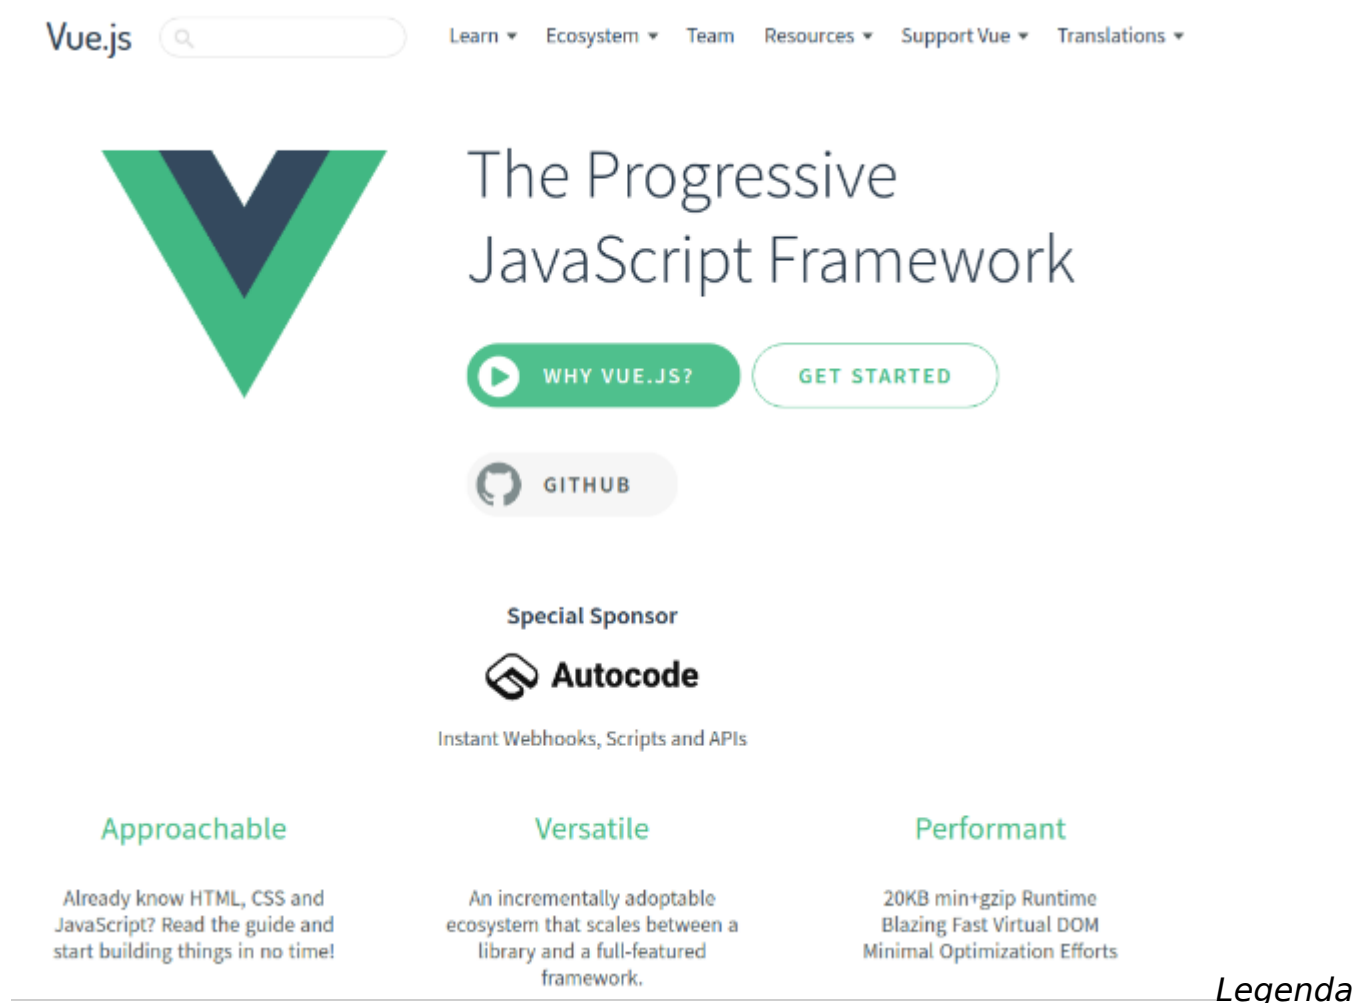 Vue.js
Learn Ecosystem Team Resources Support Vue Translations
The Progressive
JavaScript Framework
WHY VUE.JS? GET STARTED
GITHUB
Special Sponsor
Autocode
Instant Webhooks, Scripts and APIs
Approachable
Already know HTML, CSS and
JavaScript? Read the guide and
start building things in no time!
Versatile
An incrementally adoptable
ecosystem that scales between a
library and a full-featured
framework.
Performant
20KB min+gzip Runtime
Blazing Fast Virtual DOM
Minimal Optimization Efforts
Legenda